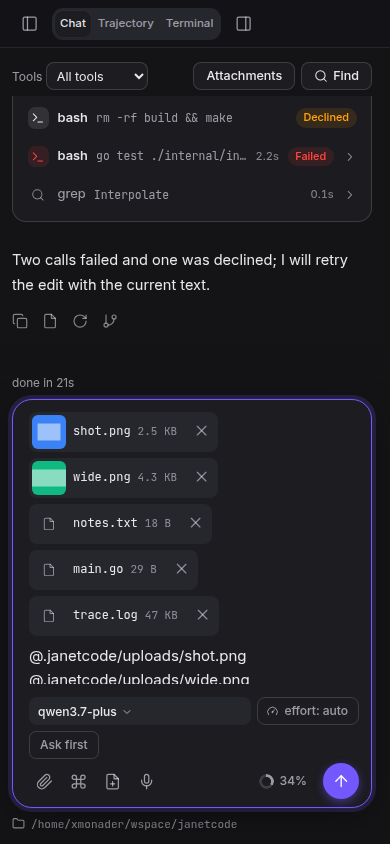 Chat Trajectory Terminal
Tools All tools Attachments Find
bash rm -rf build && make Declined
bash go test ./internal/in… 2.2s Failed
grep Interpolate 0.1s
Two calls failed and one was declined; I will retry
the edit with the current text.
done in 21s
shot.png 2.5 KB
wide.png 4.3 KB
notes.txt 18 B
main.go 29 B
trace.log 47 KB
@.janetcode/uploads/shot.png
@.janetcode/uploads/wide.png
qwen3.7-plus effort: auto
Ask first
34%
/home/xmonader/wspace/janetcode